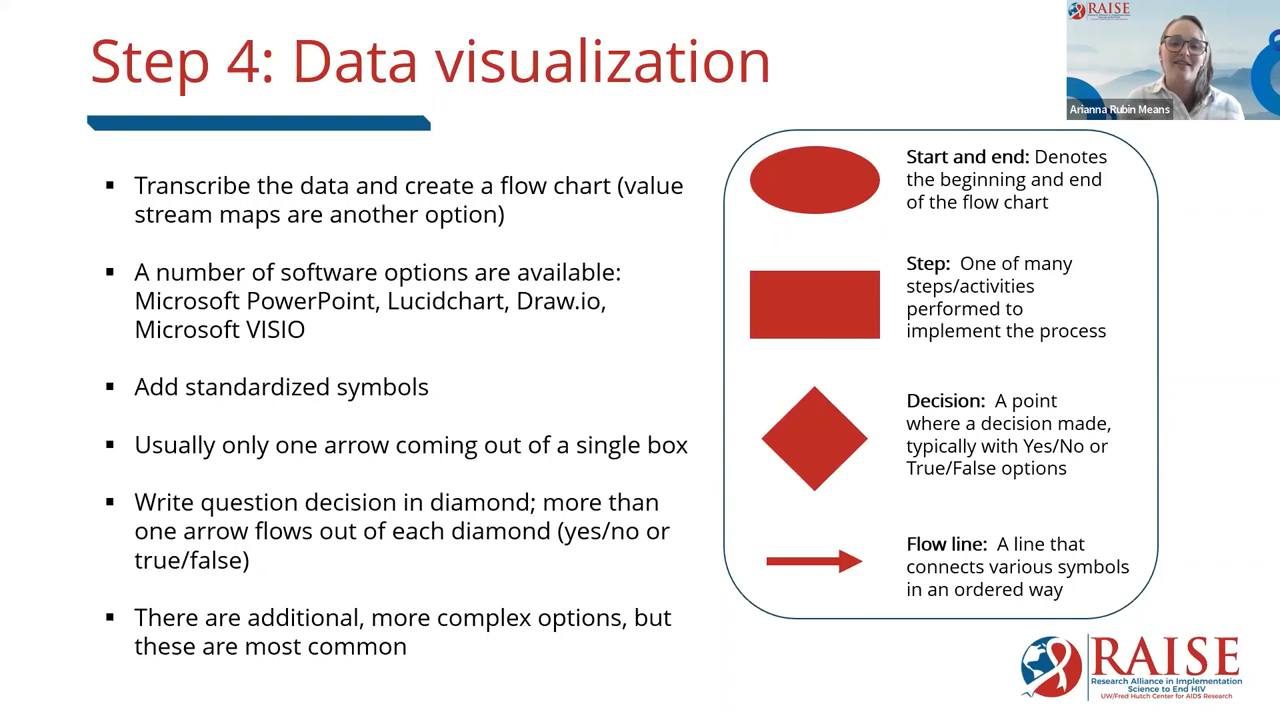 Step 4: Data visualization
▪ Transcribe the data and create a flow chart (value
stream maps are another option)
▪ A number of software options are available:
Microsoft PowerPoint, Lucidchart, Draw.io,
Microsoft VISIO
▪ Add standardized symbols
▪ Usually only one arrow coming out of a single box
▪ Write question decision in diamond; more than
one arrow flows out of each diamond (yes/no or
true/false)
▪ There are additional, more complex options, but
these are most common
RAISE
Arianna Rubin Means
Start and end: Denotes
the beginning and end
of the flow chart
Step: One of many
steps/activities
performed to
implement the process
Decision: A point
where a decision made,
typically with Yes/No or
True/False options
Flow line: A line that
connects various symbols
in an ordered way
RAISE
Research Alliance in Implementation
Science to End HIV
UW/Fred Hutch Center for AIDS Research